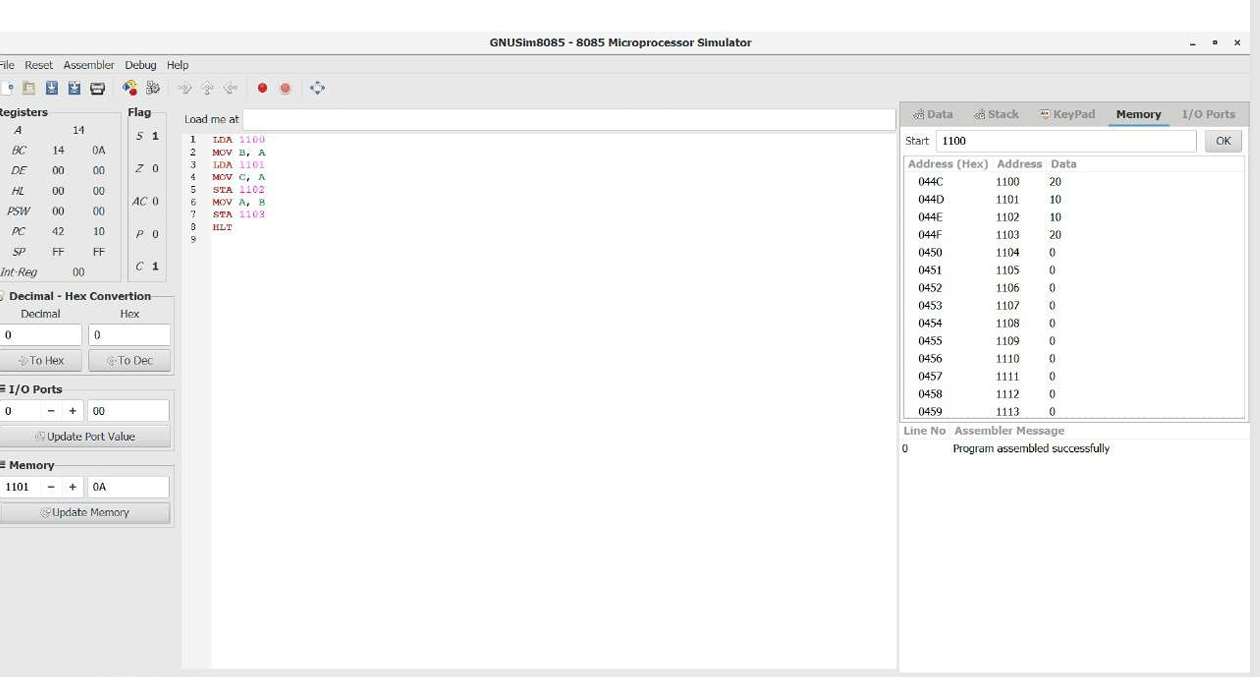 GNUSim8085 - 8085 Microprocessor Simulator
File Reset Assembler Debug Help
Registers
A 14
BC 14 0A
DE 00 00
HL 00 00
PSW 00 00
PC 42 10
SP FF FF
Int-Reg 00
Flag
S 1
Z 0
AC 0
P 0
C 1
Decimal - Hex Convertion
Decimal Hex
0 0
To Hex To Dec
I/O Ports
0 - + 00
Update Port Value
Memory
1101 - + 0A
Update Memory
Load me at
1 LDA 1100
2 MOV B, A
3 LDA 1101
4 MOV C, A
5 STA 1102
6 MOV A, B
7 STA 1103
8 HLT
9
Data Stack KeyPad Memory I/O Ports
Start 1100 OK
Address (Hex) Address Data
044C 1100 20
044D 1101 10
044E 1102 10
044F 1103 20
0450 1104 0
0451 1105 0
0452 1106 0
0453 1107 0
0454 1108 0
0455 1109 0
0456 1110 0
0457 1111 0
0458 1112 0
0459 1113 0
Line No Assembler Message
0 Program assembled successfully